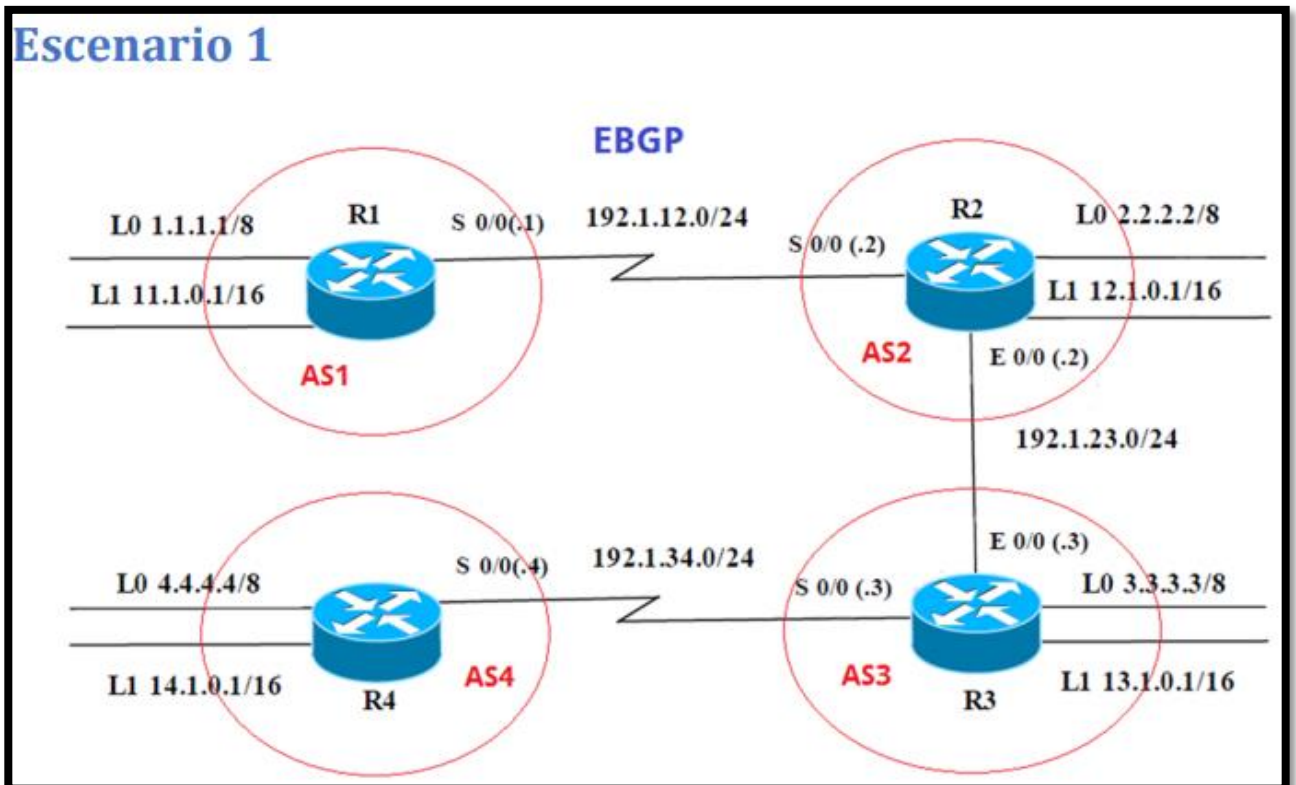 Escenario 1
EBGP
L0 1.1.1.1/8
R1
S 0/0(.1)
192.1.12.0/24
S 0/0 (.2)
R2
L0 2.2.2.2/8
L1 11.1.0.1/16
L1 12.1.0.1/16
AS1
AS2
E 0/0 (.2)
192.1.23.0/24
L0 4.4.4.4/8
S 0/0(.4)
192.1.34.0/24
S 0/0 (.3)
E 0/0 (.3)
L0 3.3.3.3/8
L1 14.1.0.1/16
R4
AS4
AS3
R3
L1 13.1.0.1/16